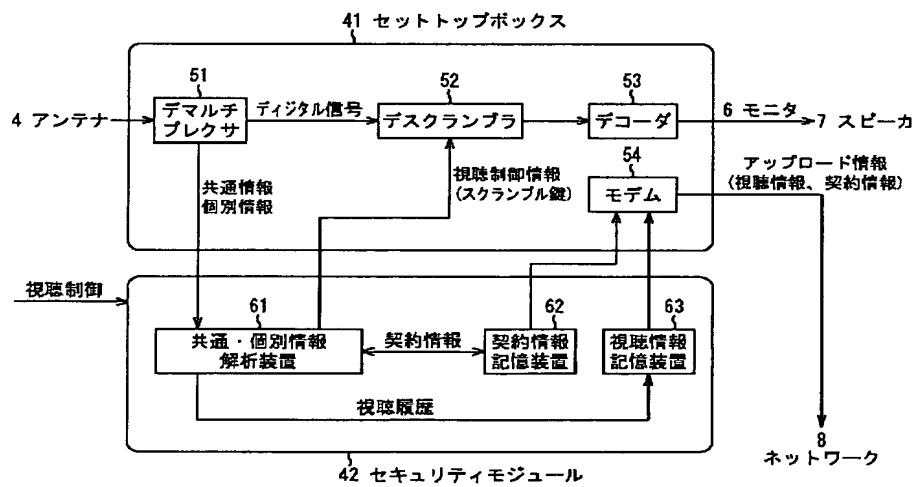 41 セットトップボックス
51
52
53
4 アンテナ
デマルチ
プレクサ
ディジタル信号
デスクランブラ
デコーダ
6 モニタ
7 スピーカ
共通情報
個別情報
視聴制御情報
(スクランブル鍵)
54
モデム
アップロード情報
(視聴情報、契約情報)
視聴制御
61
共通・個別情報
解析装置
契約情報
62
契約情報
記憶装置
63
視聴情報
記憶装置
視聴履歴
8
ネットワーク
42 セキュリティモジュール